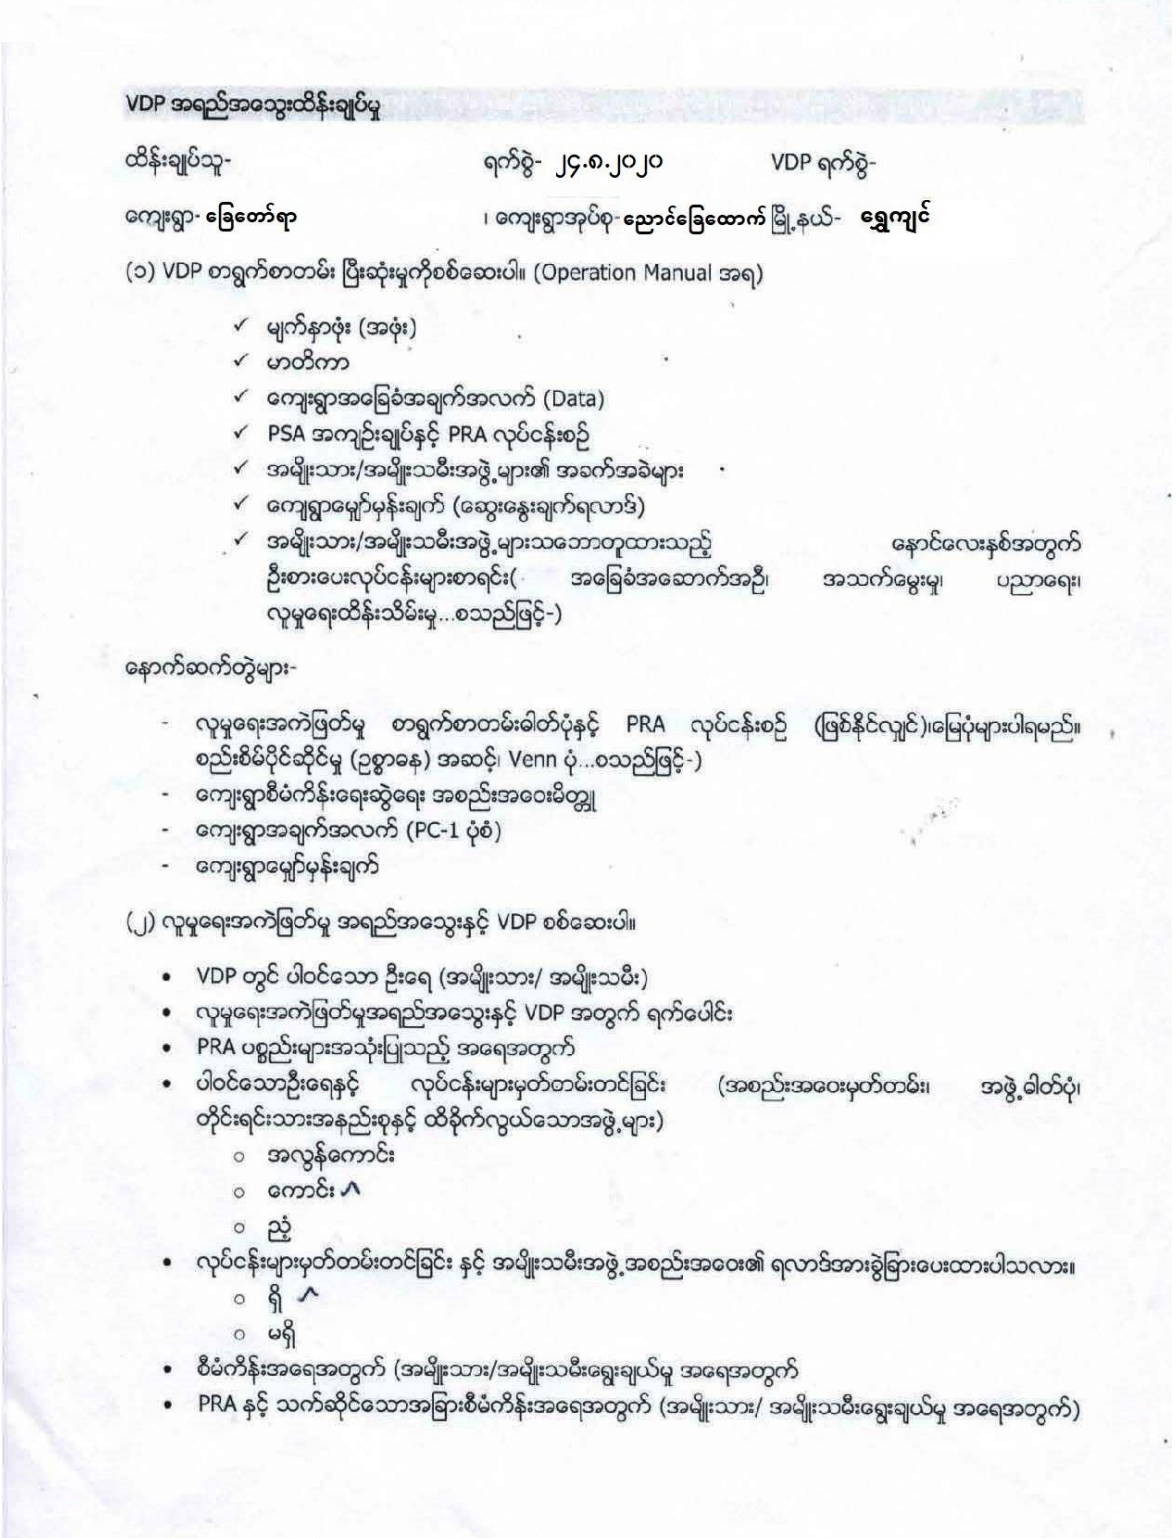 VDP အရည်အသွေးထိန်းချုပ်မှု
ထိန်းချုပ်သူ- ရက်စွဲ- ၂၄.၈.၂၀၂၀ VDP ရက်စွဲ-
ကျေးရွာ- ခြေတော်ရာ ၊ ကျေးရွာအုပ်စု- ညောင်ခြေထောက် မြို့နယ်- ရွှေကျင်
(၁) VDP စာရွက်စာတမ်း ပြီးဆုံးမှုကိုစစ်ဆေးပါ။ (Operation Manual အရ)
✓ မျက်နှာဖုံး (အဖုံး)
✓ မာတိကာ
✓ ကျေးရွာအခြေခံအချက်အလက် (Data)
✓ PSA အကျဉ်းချုပ်နှင့် PRA လုပ်ငန်းစဉ်
✓ အမျိုးသား/အမျိုးသမီးအဖွဲ့များ၏ အခက်အခဲများ
✓ ကျေးရွာမျှော်မှန်းချက် (ဆွေးနွေးချက်ရလာဒ်)
✓ အမျိုးသား/အမျိုးသမီးအဖွဲ့များသဘောတူထားသည့် နောင်လေးနှစ်အတွက်
ဦးစားပေးလုပ်ငန်းများစာရင်း( အခြေခံအဆောက်အဦ၊ အသက်မွေးမှု၊ ပညာရေး၊
လူမှုရေးထိန်းသိမ်းမှု...စသည်ဖြင့်-)
နောက်ဆက်တွဲများ-
- လူမှုရေးအကဲဖြတ်မှု စာရွက်စာတမ်းဓါတ်ပုံနှင့် PRA လုပ်ငန်းစဉ် (ဖြစ်နိုင်လျှင်)၊မြေပုံများပါရမည်။
စည်းစိမ်ပိုင်ဆိုင်မှု (ဥစ္စာဓန) အဆင့်၊ Venn ပုံ...စသည်ဖြင့်-)
- ကျေးရွာစီမံကိန်းရေးဆွဲရေး အစည်းအဝေးမိတ္တူ
- ကျေးရွာအချက်အလက် (PC-1 ပုံစံ)
- ကျေးရွာမျှော်မှန်းချက်
(၂) လူမှုရေးအကဲဖြတ်မှု အရည်အသွေးနှင့် VDP စစ်ဆေးပါ။
• VDP တွင် ပါဝင်သော ဦးရေ (အမျိုးသား/ အမျိုးသမီး)
• လူမှုရေးအကဲဖြတ်မှုအရည်အသွေးနှင့် VDP အတွက် ရက်ပေါင်း
• PRA ပစ္စည်းများအသုံးပြုသည့် အရေအတွက်
• ပါဝင်သောဦးရေနှင့် လုပ်ငန်းများမှတ်တမ်းတင်ခြင်း (အစည်းအဝေးမှတ်တမ်း၊ အဖွဲ့ဓါတ်ပုံ၊
တိုင်းရင်းသားအနည်းစုနှင့် ထိခိုက်လွယ်သောအဖွဲ့များ)
o အလွန်ကောင်း
o ကောင်း
o ညံ့
• လုပ်ငန်းများမှတ်တမ်းတင်ခြင်း နှင့် အမျိုးသမီးအဖွဲ့အစည်းအဝေး၏ ရလာဒ်အားခွဲခြားပေးထားပါသလား။
o ရှိ
o မရှိ
• စီမံကိန်းအရေအတွက် (အမျိုးသား/အမျိုးသမီးရွေးချယ်မှု အရေအတွက်
• PRA နှင့် သက်ဆိုင်သောအခြားစီမံကိန်းအရေအတွက် (အမျိုးသား/ အမျိုးသမီးရွေးချယ်မှု အရေအတွက်)